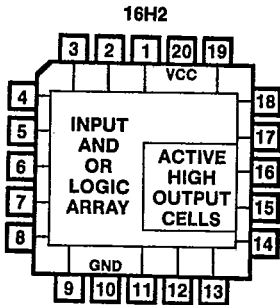 16H2
3 2 1 20 19
VCC
4 18
5 17
6 16
7 15
8 14
INPUT
AND
OR
LOGIC
ARRAY
ACTIVE
HIGH
OUTPUT
CELLS
GND
9 10 11 12 13